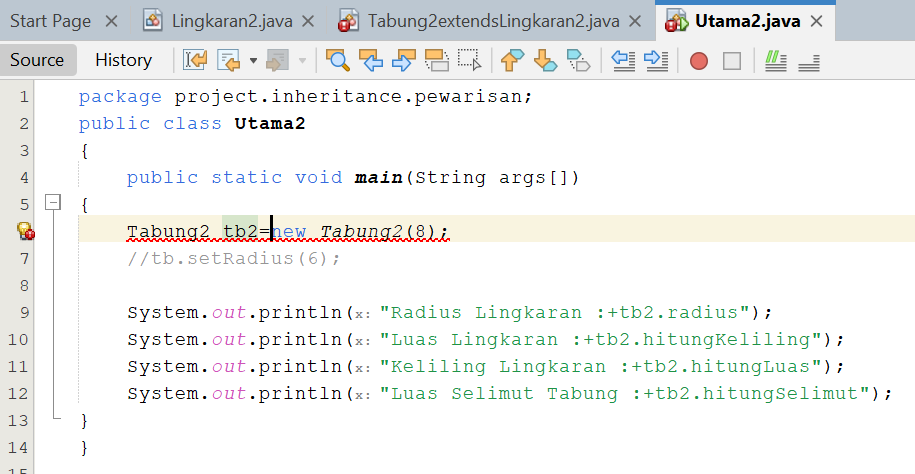 Start Page Lingkaran2.java Tabung2extendsLingkaran2.java Utama2.java
Source History
1 package project.inheritance.pewarisan;
2 public class Utama2
3 {
4 public static void main(String args[])
5 {
Tabung2 tb2=new Tabung2(8);
7 //tb.setRadius(6);
8
9 System.out.println(x: "Radius Lingkaran :+tb2.radius");
10 System.out.println(x: "Luas Lingkaran :+tb2.hitungKeliling");
11 System.out.println(x: "Keliling Lingkaran :+tb2.hitungLuas");
12 System.out.println(x: "Luas Selimut Tabung :+tb2.hitungSelimut");
13 }
14 }
15